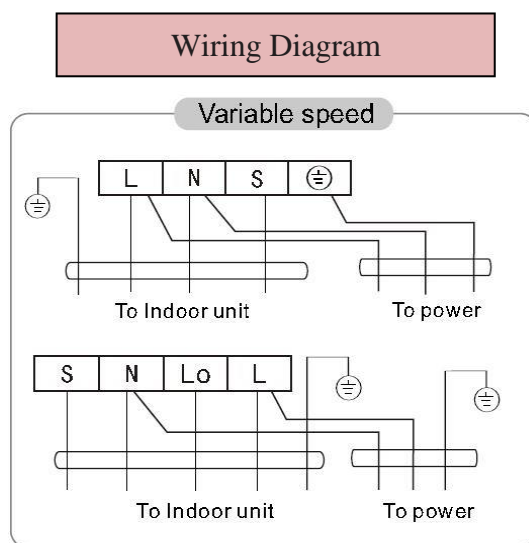 Wiring Diagram
Variable speed
L N S
To Indoor unit To power
S N Lo L
To Indoor unit To power